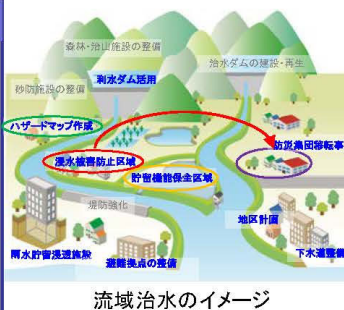 森林・治山施設の整備
治水ダムの建設・再生
利水ダム活用
砂防施設の整備
ハザードマップ作成
防災集団移転事
浸水被害防止区域
貯留機能保全区域
堤防強化
地区計画
雨水貯留浸透施設
避難拠点の整備
下水道整備
流域治水のイメージ